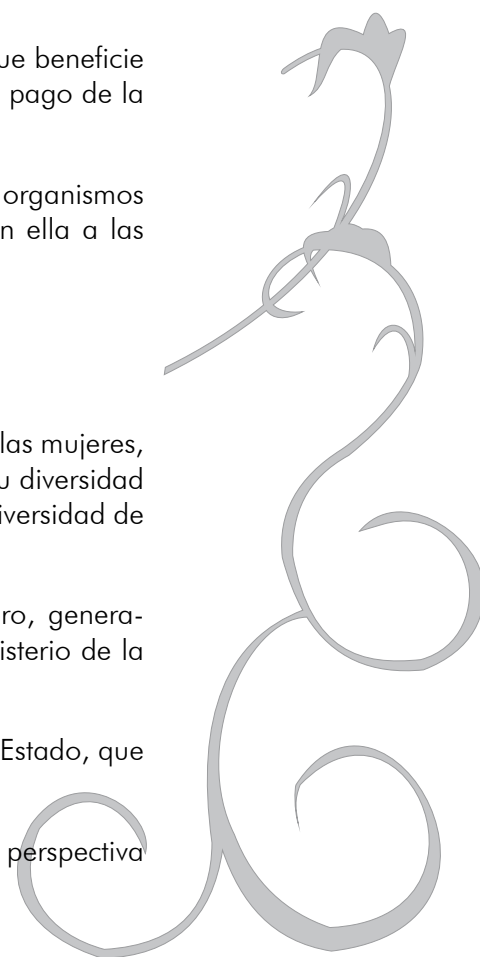 ue beneficie
pago de la
organismos
n ella a las
las mujeres,
u diversidad
iversidad de
ro, genera-
isterio de la
Estado, que
perspectiva